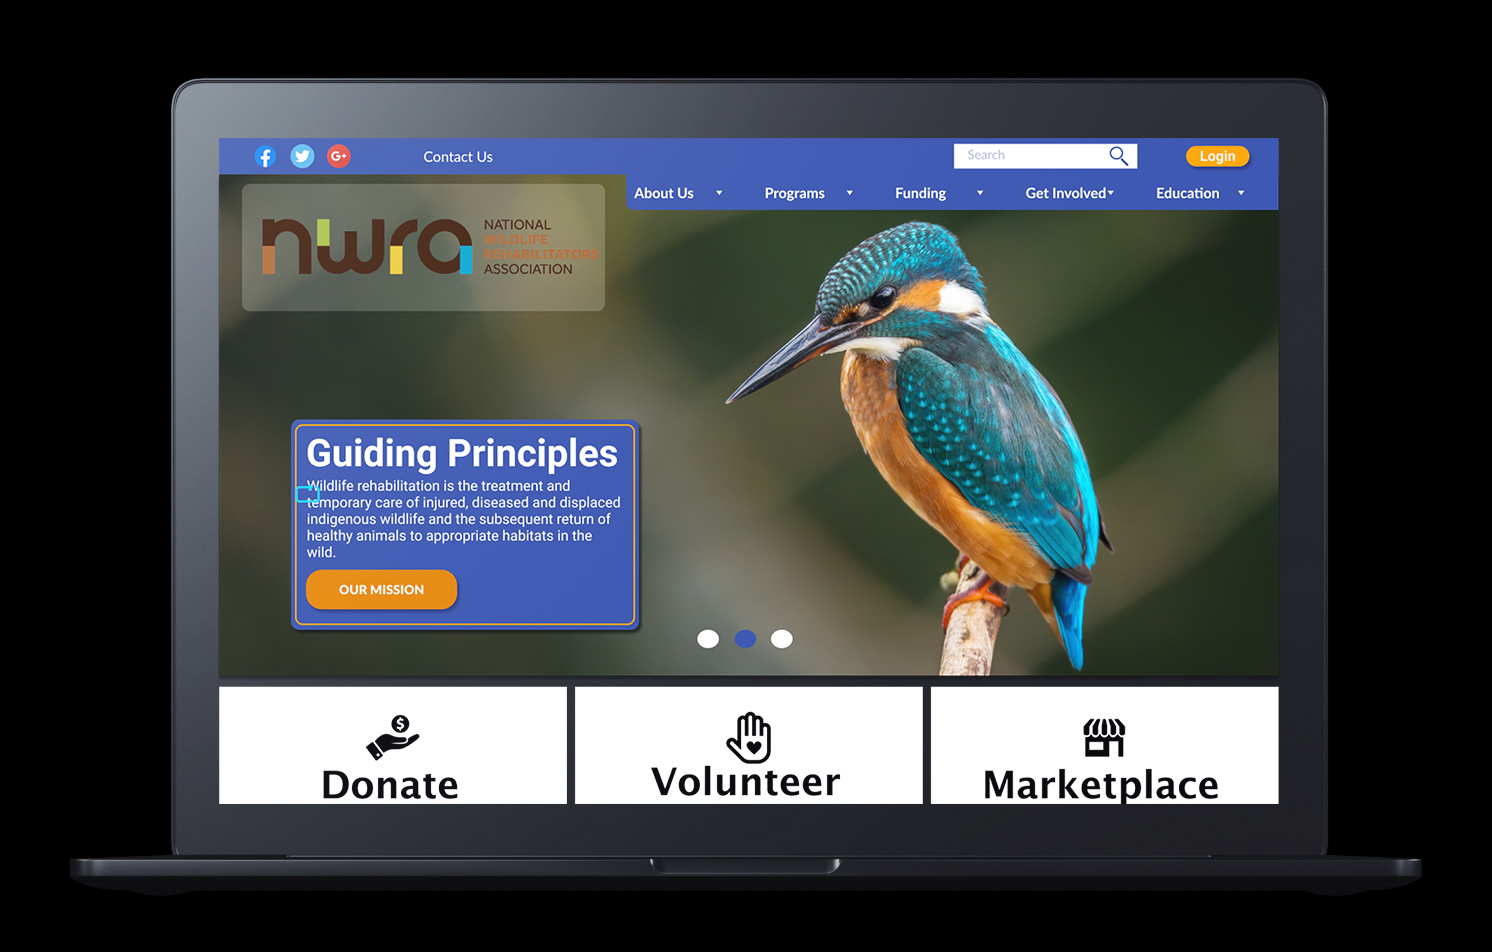 Contact Us
Search
Login
About Us
Programs
Funding
Get Involved
Education
nwra
NATIONAL
WILDLIFE
REHABILITATORS
ASSOCIATION
Guiding Principles
Wildlife rehabilitation is the treatment and
temporary care of injured, diseased and displaced
indigenous wildlife and the subsequent return of
healthy animals to appropriate habitats in the
wild.
OUR MISSION
Donate
Volunteer
Marketplace